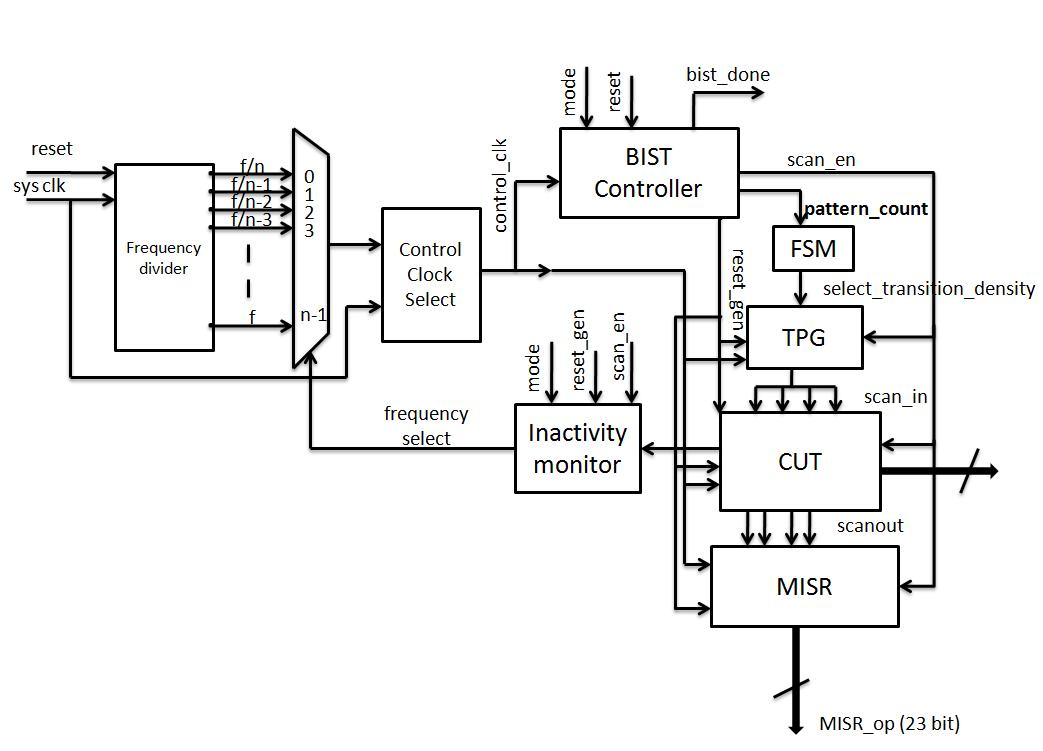 mode
reset
bist_done
reset
sys clk
f/n
f/n-1
f/n-2
f/n-3
f
0
1
2
3
n-1
Frequency
divider
Control
Clock
Select
control_clk
BIST
Controller
scan_en
pattern_count
FSM
select_transition_density
reset_gen
TPG
scan_in
mode
reset_gen
scan_en
frequency
select
Inactivity
monitor
CUT
scanout
MISR
MISR_op (23 bit)